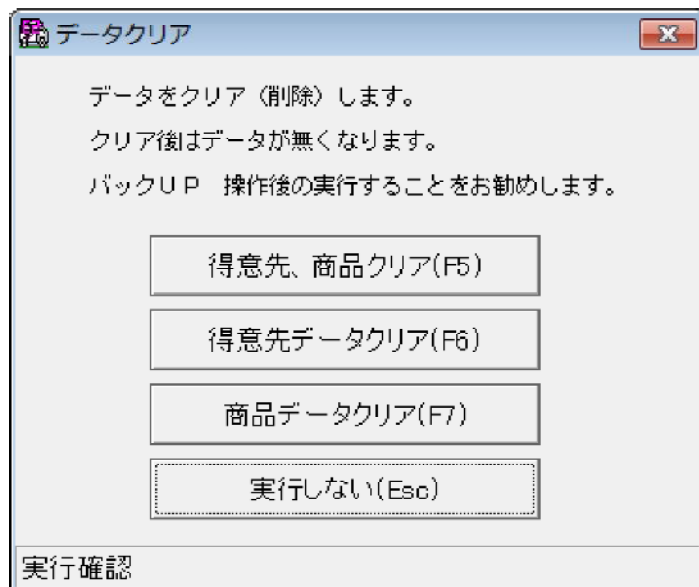 データクリア
データをクリア（削除）します。
クリア後はデータが無くなります。
バックＵＰ　操作後の実行することをお勧めします。
得意先、商品クリア(F5)
得意先データクリア(F6)
商品データクリア(F7)
実行しない(Esc)
実行確認